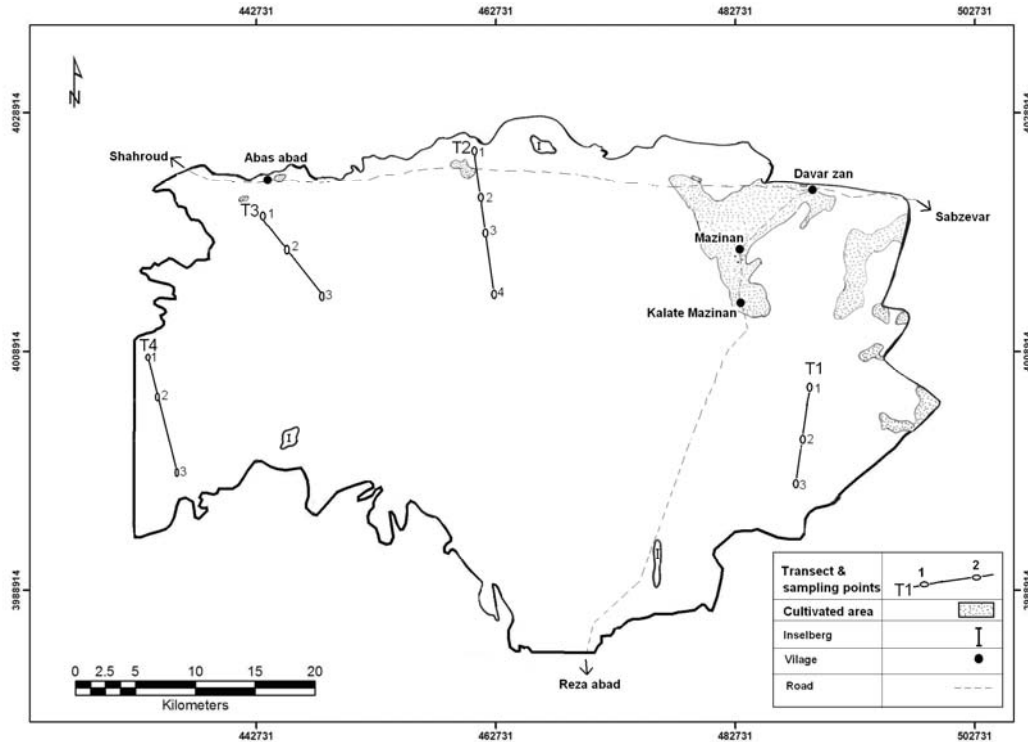 442731 462731 482731 502731
N
4028914 4028914
Shahroud
Abas abad
T2 1
2
3
4
I
Davar zan
Sabzevar
T3 1
2
3
Mazinan
Kalate Mazinan
4008914 4008914
T4
1
2
3
T1
1
2
3
I
I
3988914 3988914
Reza abad
Transect &
sampling points
1 2
T1
Cultivated area
Inselberg I
Vilage
Road
0 2.5 5 10 15 20
Kilometers
442731 462731 482731 502731